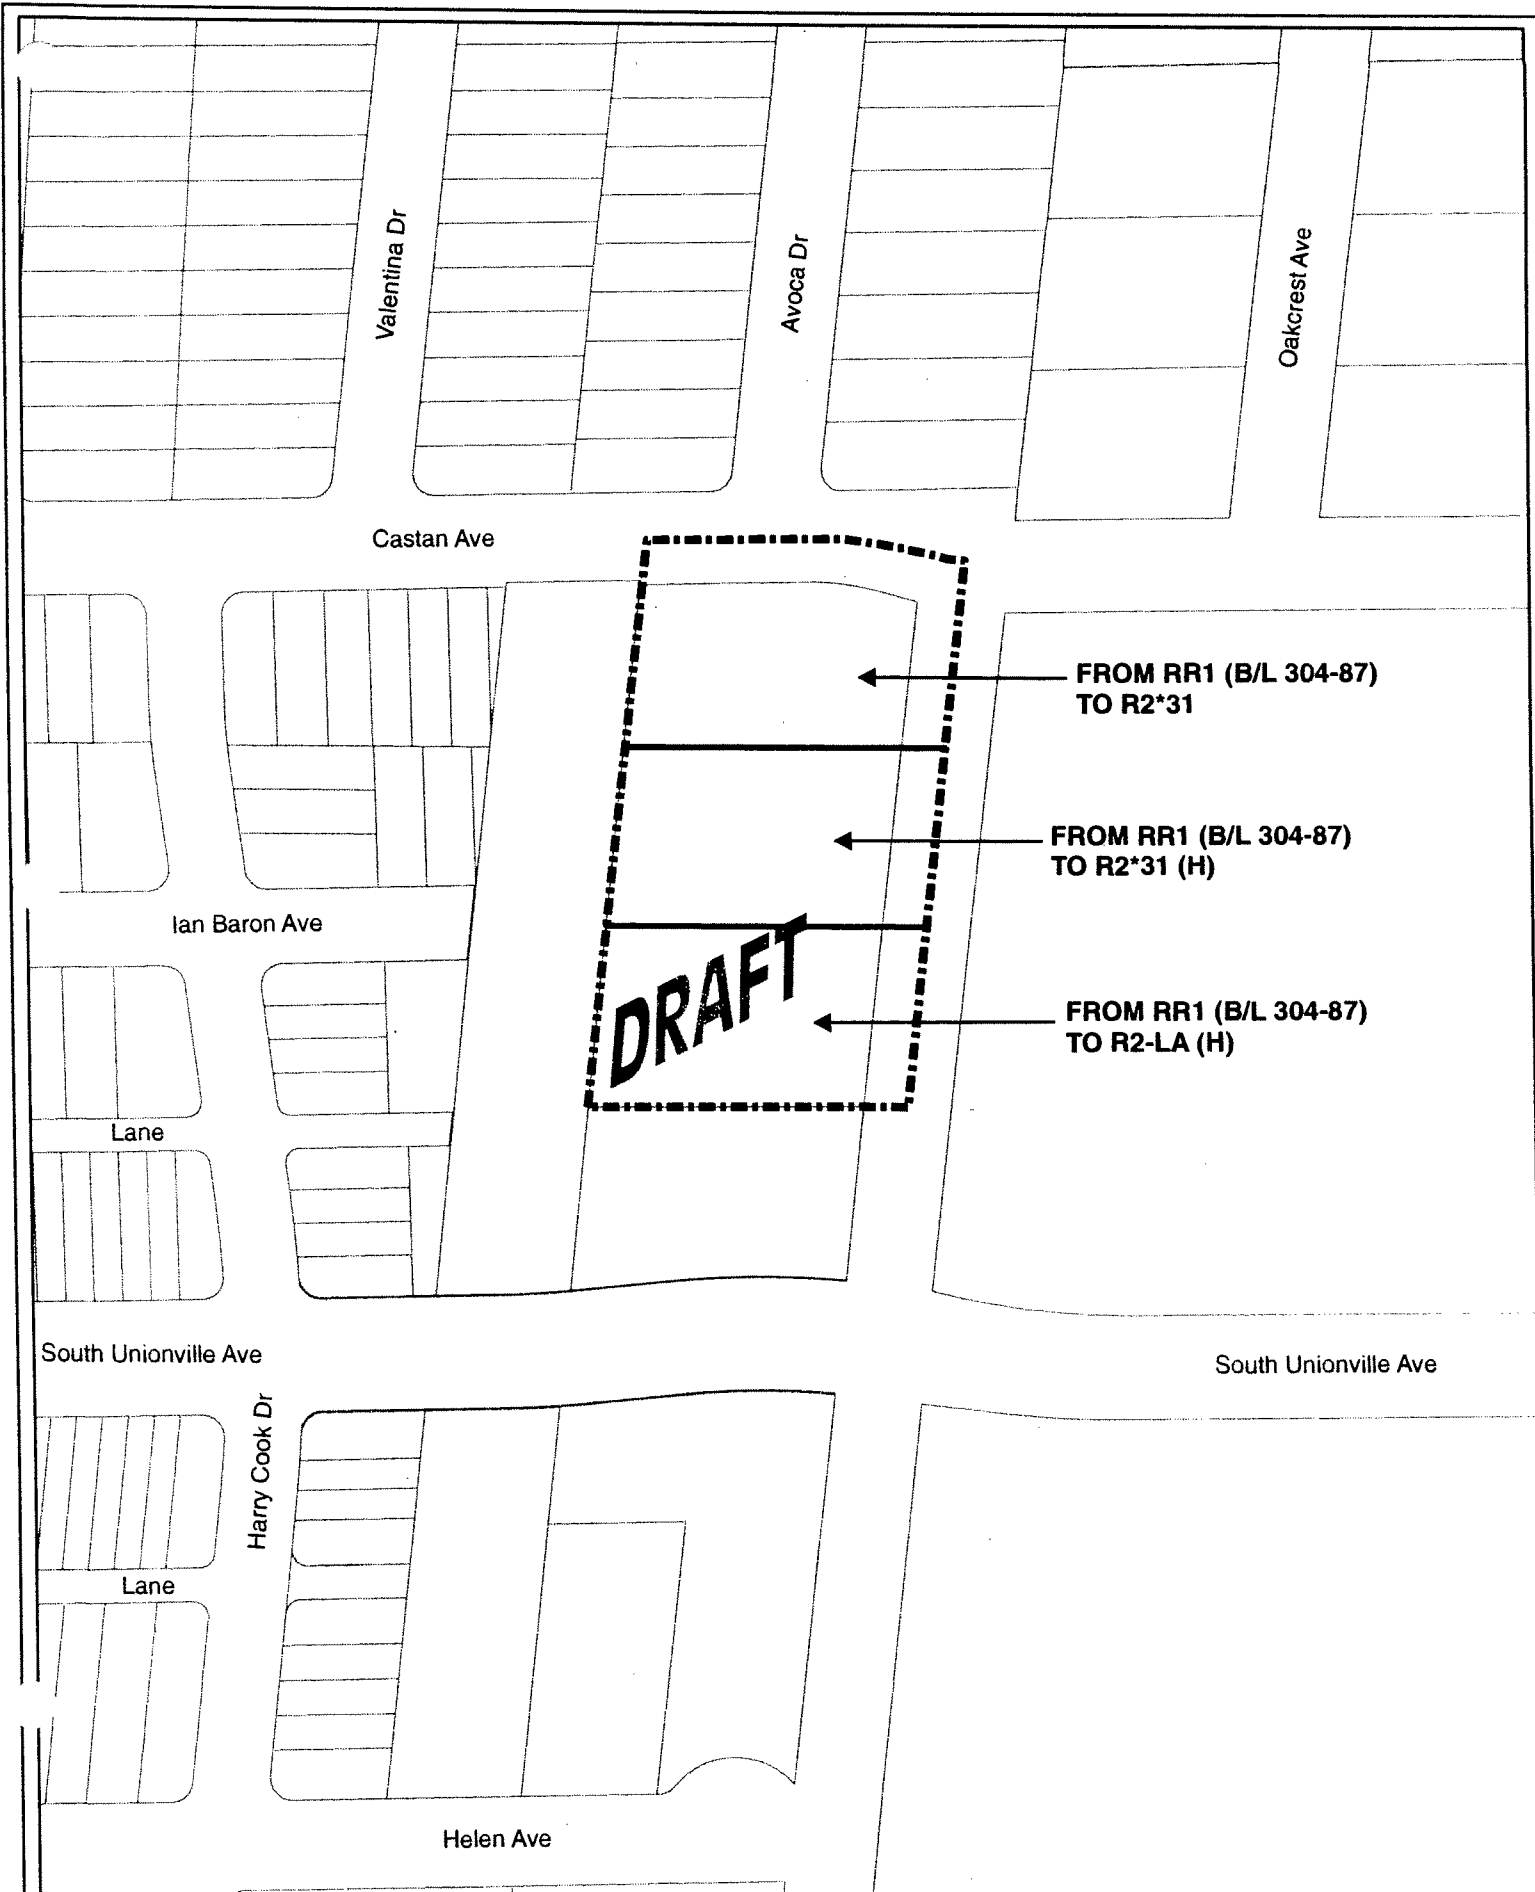 Valentina Dr
Avoca Dr
Oakcrest Ave
Castan Ave
FROM RR1 (B/L 304-87)
TO R2*31
FROM RR1 (B/L 304-87)
TO R2*31 (H)
Ian Baron Ave
DRAFT
FROM RR1 (B/L 304-87)
TO R2-LA (H)
Lane
South Unionville Ave
South Unionville Ave
Harry Cook Dr
Lane
Helen Ave